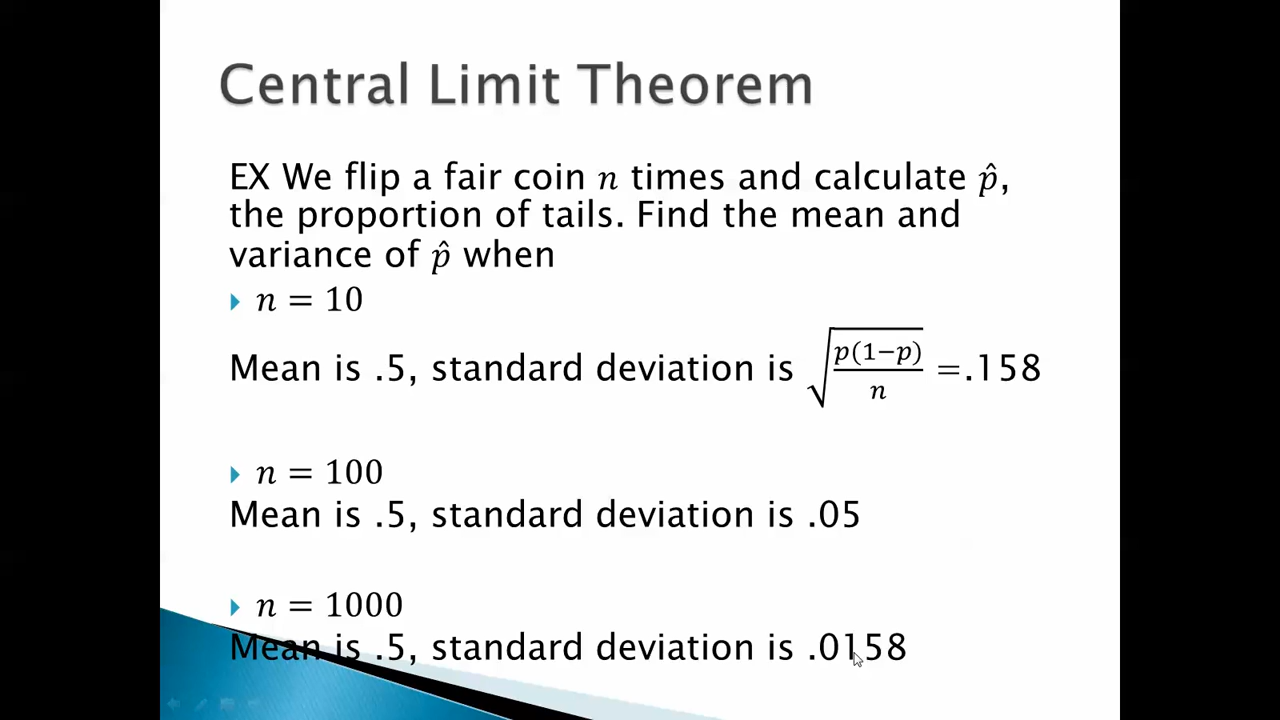 Central Limit Theorem
EX We flip a fair coin n times and calculate p̂,
the proportion of tails. Find the mean and
variance of p̂ when
n = 10
Mean is .5, standard deviation is √(p(1−p)/n) =.158
n = 100
Mean is .5, standard deviation is .05
n = 1000
Mean is .5, standard deviation is .0158